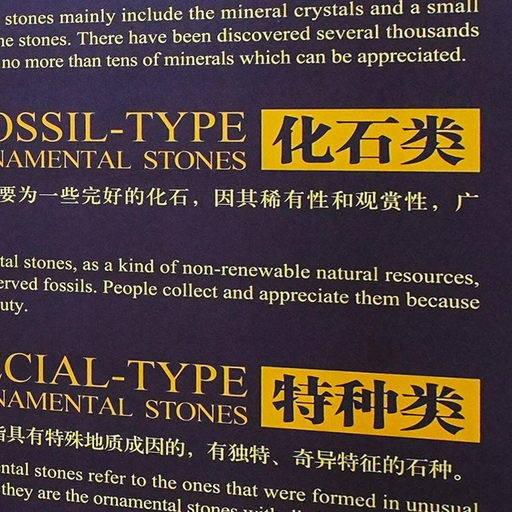 stones mainly include the mineral crystals and a small
stones. There have been discovered several thousands
no more than tens of minerals which can be appreciated.
OSSIL-TYPE
NAMENTAL STONES
化石类
要为一些完好的化石，因其稀有性和观赏性，广
tal stones, as a kind of non-renewable natural resources,
erved fossils. People collect and appreciate them because
uty.
ECIAL-TYPE
NAMENTAL STONES
特种类
指具有特殊地质成因的，有独特、奇异特征的石种。
ental stones refer to the ones that were formed in unusual
they are the ornamental stones